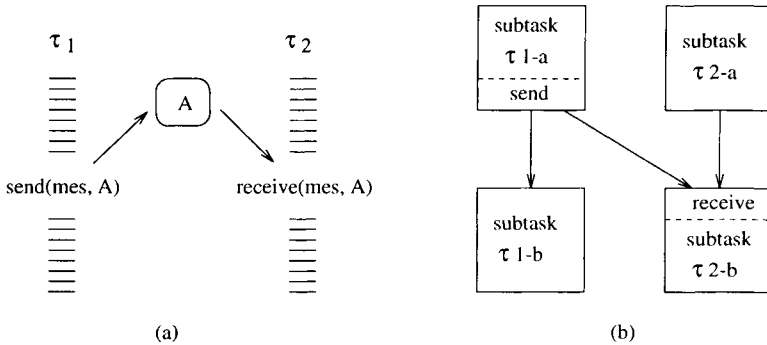 τ 1
τ 2
A
send(mes, A)
receive(mes, A)
(a)
subtask
τ 1-a
send
subtask
τ 2-a
subtask
τ 1-b
receive
subtask
τ 2-b
(b)